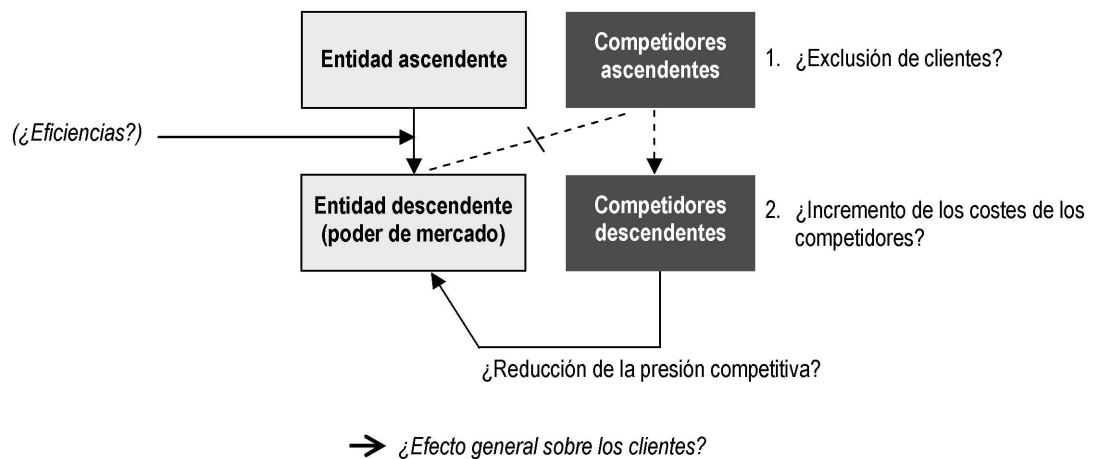 Entidad ascendente
Competidores
ascendentes
1. ¿Exclusión de clientes?
(¿Eficiencias?)
Entidad descendente
(poder de mercado)
Competidores
descendentes
2. ¿Incremento de los costes de los
competidores?
¿Reducción de la presión competitiva?
¿Efecto general sobre los clientes?